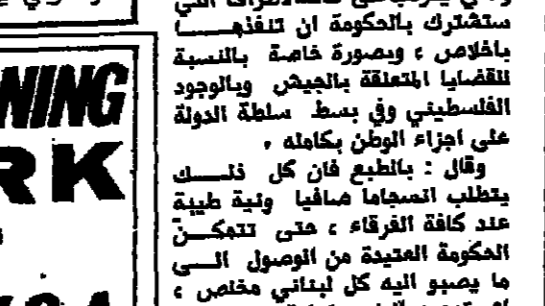 ستشترك بالحكومة ان تنفذهـــا
باخلاص ، وبصورة خاصة بالنسبة
للقضايا المتعلقة بالجيش وبالوجود
الفلسطيني وفي بسط سلطة الدولة
على اجزاء الوطن بكامله .
وقال : بالطبع فان كل ذلـــك
يتطلب انسجاما صافيا ونية طيبة
عند كافة الفرقاء ، حتى تتمكـــن
الحكومة العتيدة من الوصول الـــى
ما يصبو اليه كل لبناني مخلص ،
NING
RK